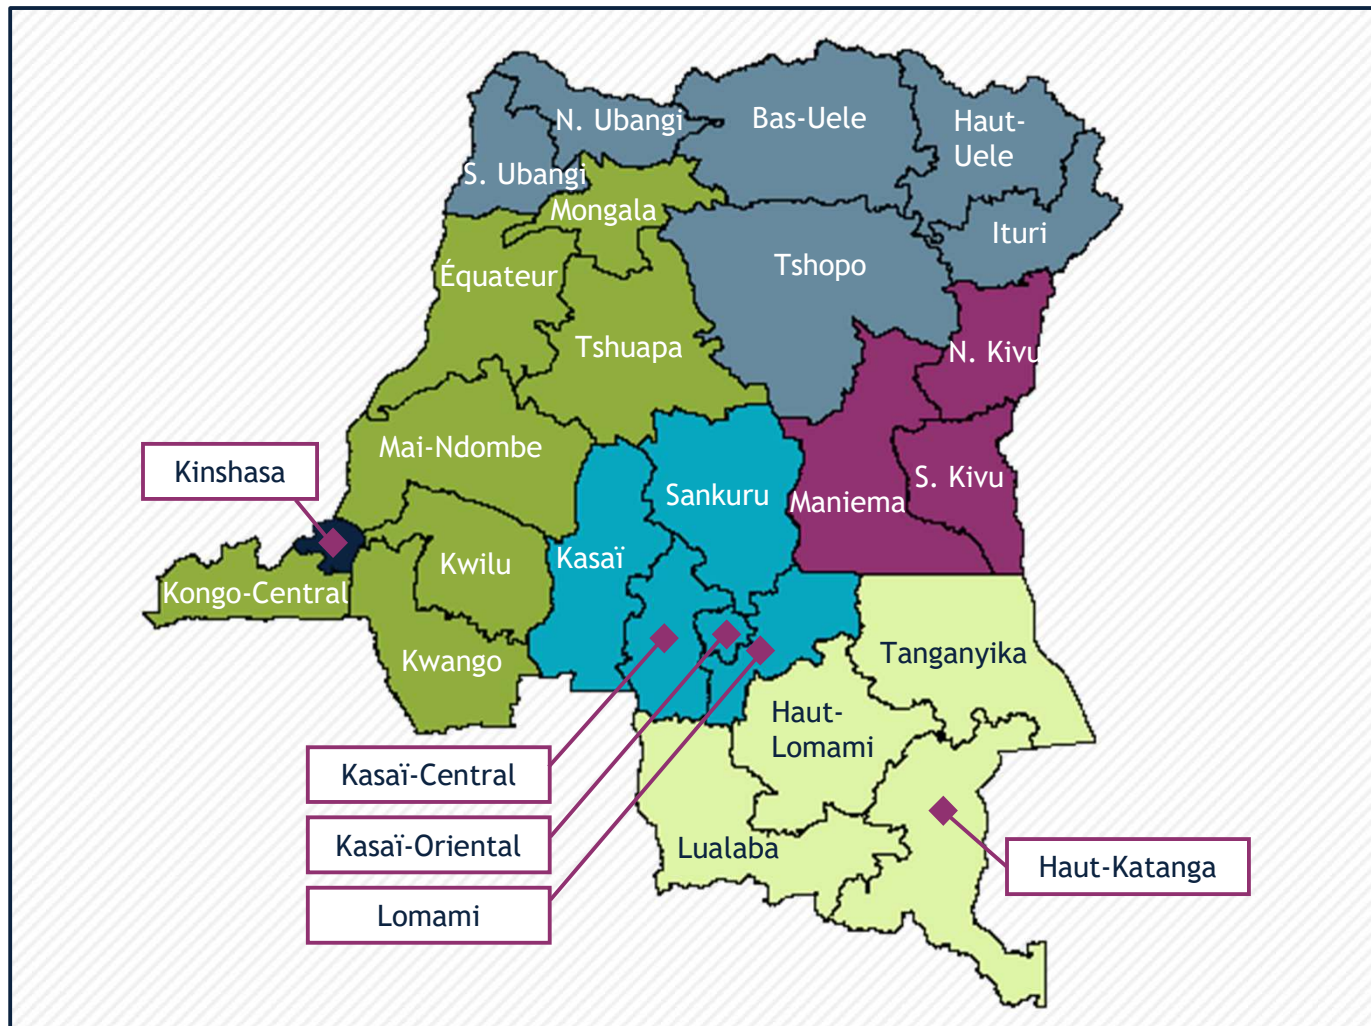 N. Ubangi
Bas-Uele
Haut-
Uele
S. Ubangi
Mongala
Ituri
Équateur
Tshopo
Tshuapa
N. Kivu
Mai-Ndombe
Kinshasa
Sankuru
S. Kivu
Maniema
Kasaï
Kwilu
Kongo-Central
Kwango
Tanganyika
Haut-
Lomami
Kasaï-Central
Kasaï-Oriental
Lualaba
Haut-Katanga
Lomami